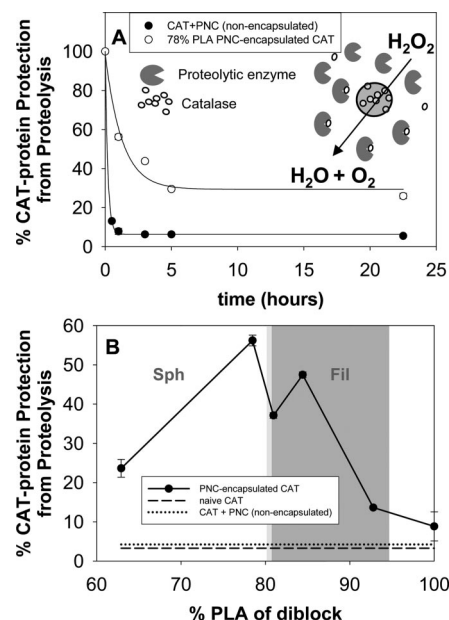 CAT+PNC (non-encapsulated)
78% PLA PNC-encapsulated CAT
A
Proteolytic enzyme
Catalase
H2O2
H2O + O2
% CAT-protein Protection
from Proteolysis
100
80
60
40
20
0
0 5 10 15 20 25
time (hours)
B
Sph
Fil
PNC-encapsulated CAT
naive CAT
CAT + PNC (non-encapsulated)
% CAT-protein Protection
from Proteolysis
60
50
40
30
20
10
0
60 70 80 90 100
% PLA of diblock